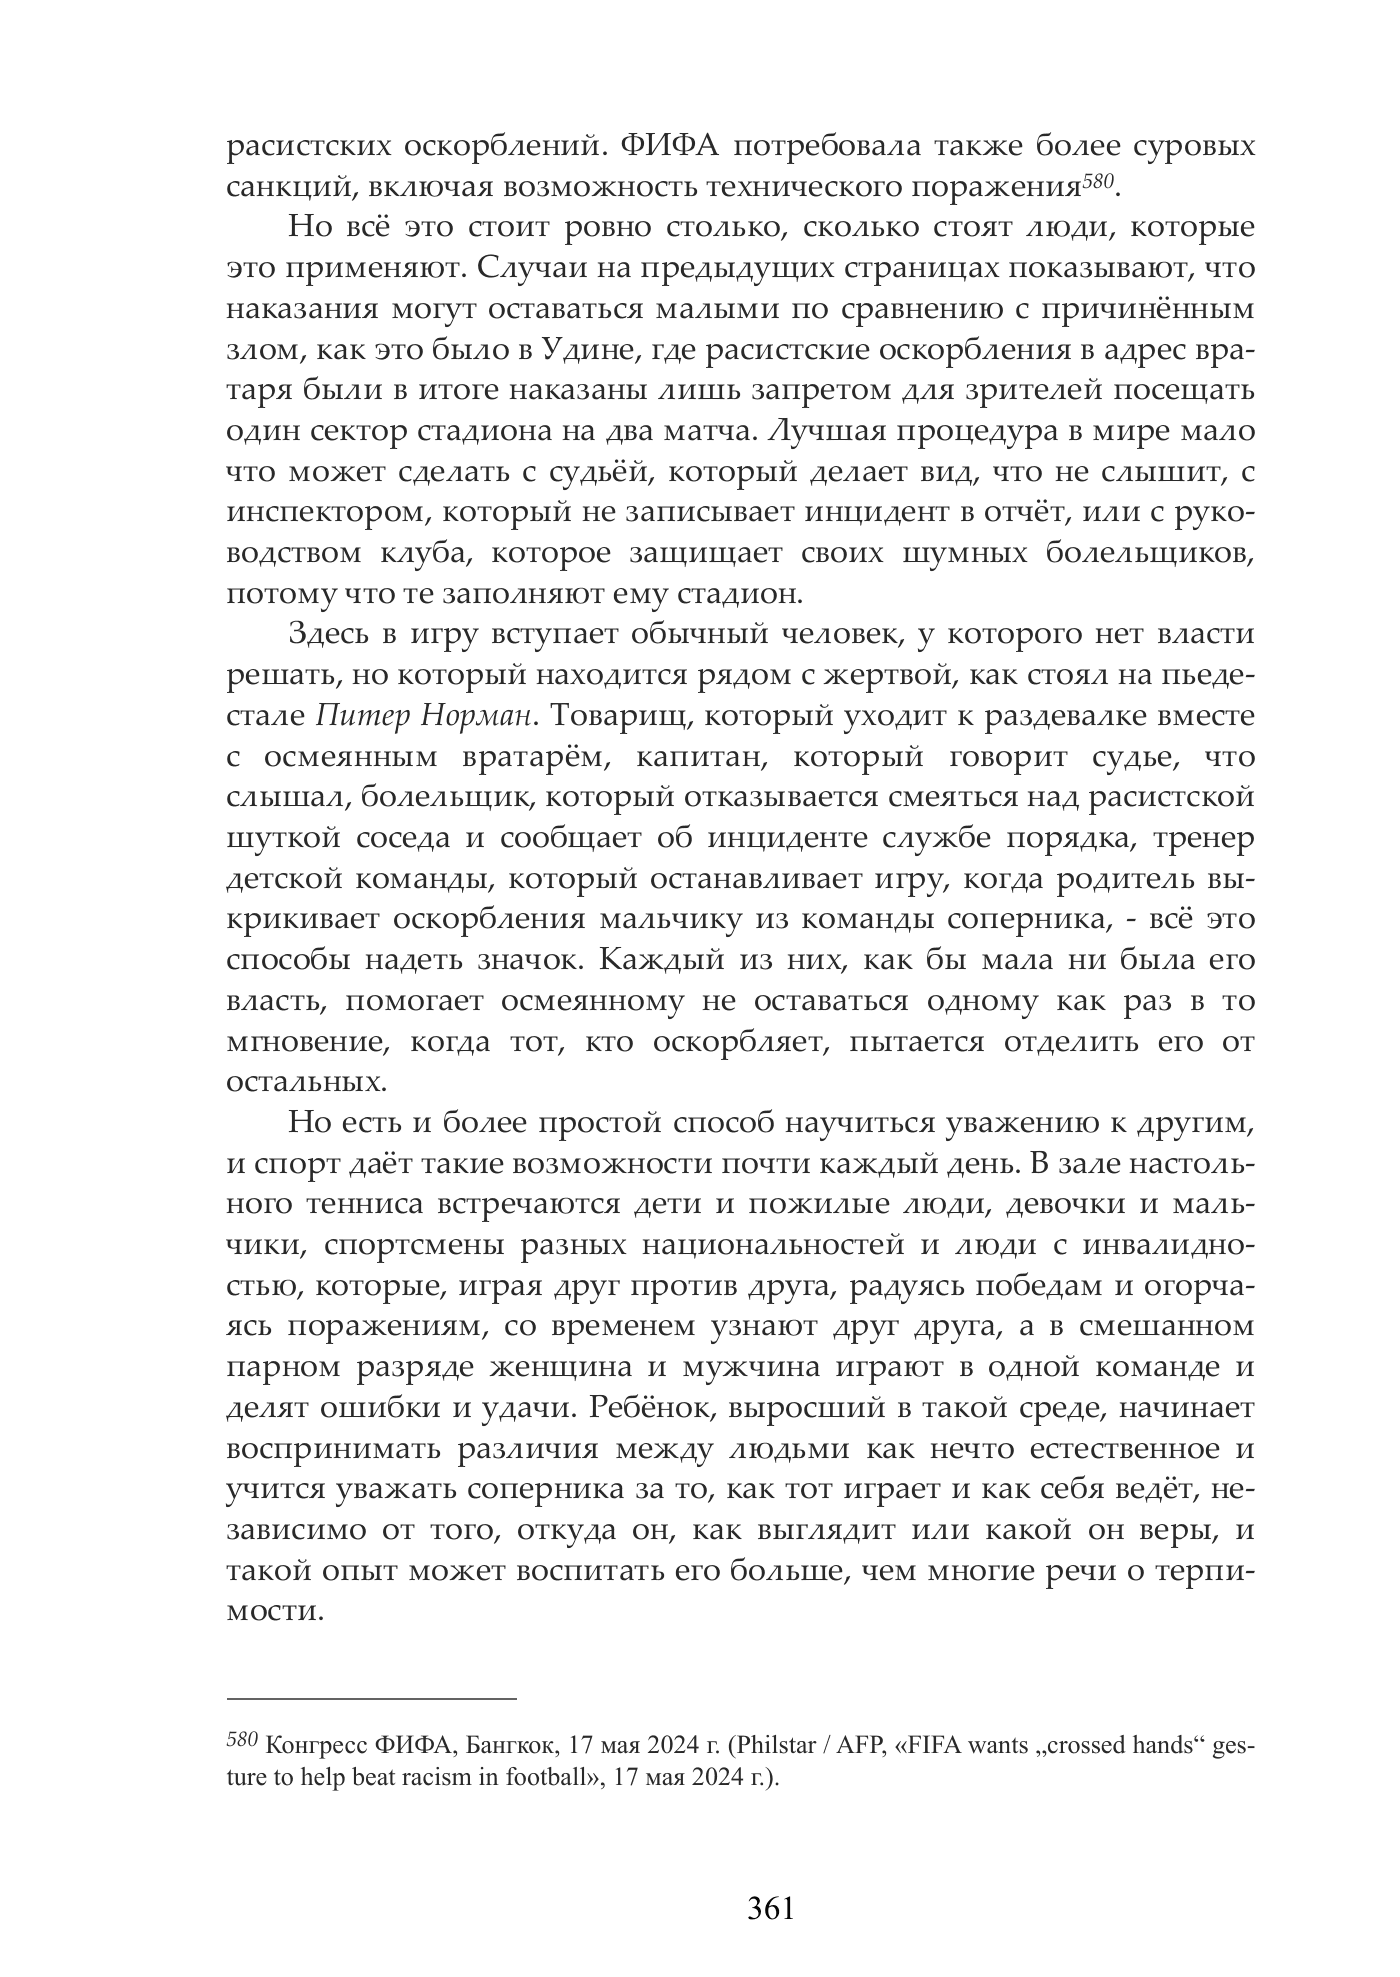 расистских оскорблений. ФИФА потребовала также более суровых
санкций, включая возможность технического поражения580.
Но всё это стоит ровно столько, сколько стоят люди, которые
это применяют. Случаи на предыдущих страницах показывают, что
наказания могут оставаться малыми по сравнению с причинённым
злом, как это было в Удине, где расистские оскорбления в адрес вра-
таря были в итоге наказаны лишь запретом для зрителей посещать
один сектор стадиона на два матча. Лучшая процедура в мире мало
что может сделать с судьёй, который делает вид, что не слышит, с
инспектором, который не записывает инцидент в отчёт, или с руко-
водством клуба, которое защищает своих шумных болельщиков,
потому что те заполняют ему стадион.
Здесь в игру вступает обычный человек, у которого нет власти
решать, но который находится рядом с жертвой, как стоял на пьеде-
стале Питер Норман. Товарищ, который уходит к раздевалке вместе
с осмеянным вратарём, капитан, который говорит судье, что
слышал, болельщик, который отказывается смеяться над расистской
шуткой соседа и сообщает об инциденте службе порядка, тренер
детской команды, который останавливает игру, когда родитель вы-
крикивает оскорбления мальчику из команды соперника, - всё это
способы надеть значок. Каждый из них, как бы мала ни была его
власть, помогает осмеянному не оставаться одному как раз в то
мгновение, когда тот, кто оскорбляет, пытается отделить его от
остальных.
Но есть и более простой способ научиться уважению к другим,
и спорт даёт такие возможности почти каждый день. В зале настоль-
ного тенниса встречаются дети и пожилые люди, девочки и маль-
чики, спортсмены разных национальностей и люди с инвалидно-
стью, которые, играя друг против друга, радуясь победам и огорча-
ясь поражениям, со временем узнают друг друга, а в смешанном
парном разряде женщина и мужчина играют в одной команде и
делят ошибки и удачи. Ребёнок, выросший в такой среде, начинает
воспринимать различия между людьми как нечто естественное и
учится уважать соперника за то, как тот играет и как себя ведёт, не-
зависимо от того, откуда он, как выглядит или какой он веры, и
такой опыт может воспитать его больше, чем многие речи о терпи-
мости.
580 Конгресс ФИФА, Бангкок, 17 мая 2024 г. (Philstar / AFP, «FIFA wants „crossed hands“ ges-
ture to help beat racism in football», 17 мая 2024 г.).
361